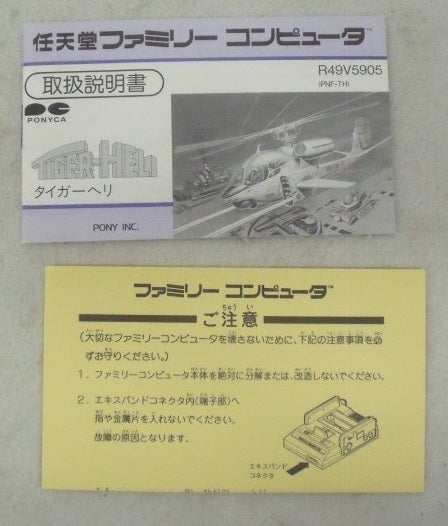 任天堂ファミリー コンピュータ™
取扱説明書
R49V5905
(PNF-TH)
PONYCA
TIGER-HELI
タイガーヘリ
PONY INC.
ファミリー コンピュータ™
ご注意
(大切なファミリーコンピュータを壊さないために、下記の注意事項を必
ずお守りください。)
1. ファミリーコンピュータ本体を絶対に分解または、改造しないでください。
2. エキスパンドコネクタ内(端子部)へ
指や金属片を入れないでください。
故障の原因となります。
エキスパンド
コネクタ